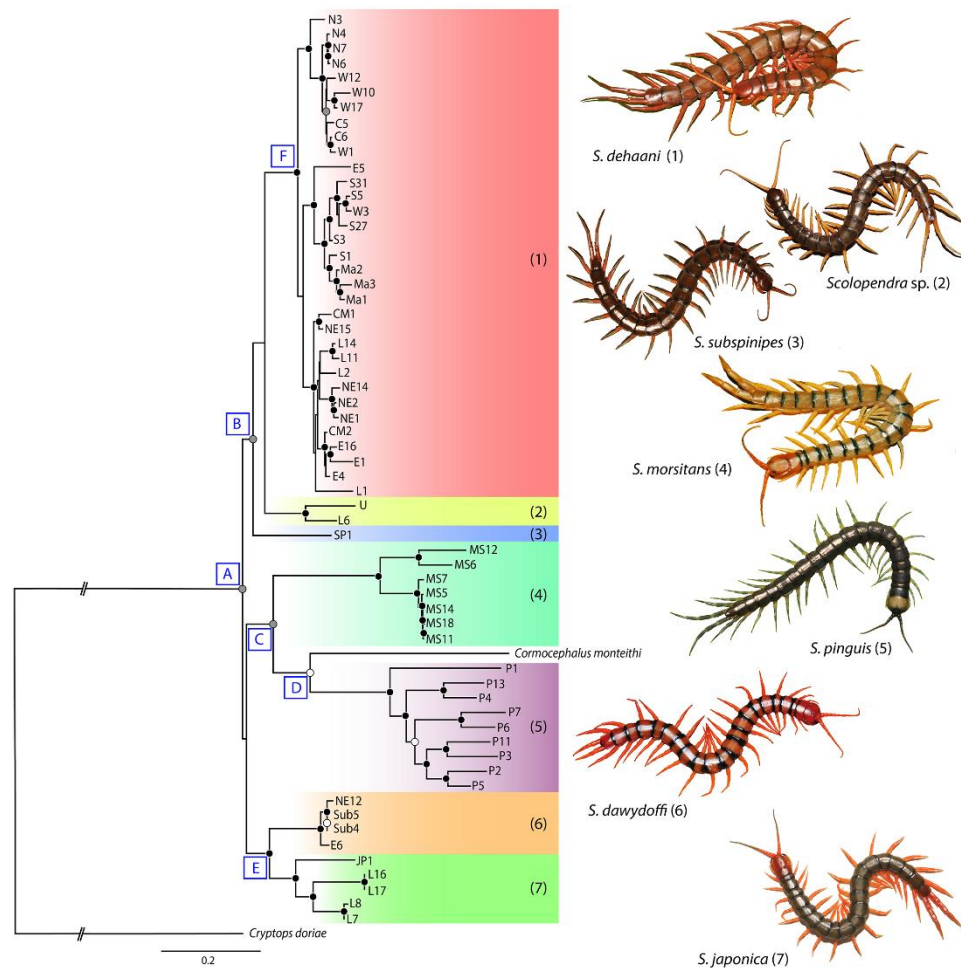 N3
N4
N7
N6
W12
W10
W17
C5
C6
W1
F
E5
S31
S5
W3
S27
S3
S1
Ma2
Ma3
Ma1
(1)
CM1
NE15
L14
L11
L2
NE14
NE2
NE1
CM2
E16
E1
E4
L1
B
U
L6
(2)
SP1
(3)
A
MS12
MS6
MS7
MS5
MS14
MS18
MS11
(4)
C
Cormocephalus monteithi
D
P1
P13
P4
P7
P6
P11
P3
P2
P5
(5)
NE12
Sub5
Sub4
E6
(6)
E
JP1
L16
L17
L8
L7
(7)
Cryptops doriae
0.2
S. dehaani (1)
Scolopendra sp. (2)
S. subspinipes (3)
S. morsitans (4)
S. pinguis (5)
S. dawydoffi (6)
S. japonica (7)